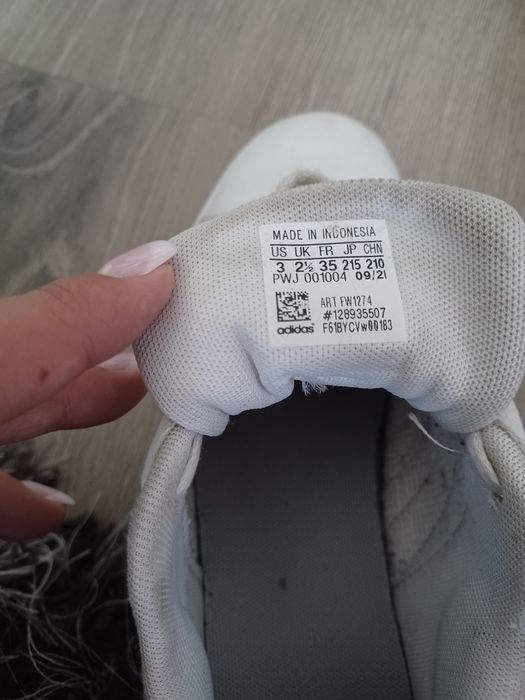 MADE IN INDONESIA
US UK FR JP CHN
3 2½ 35 215 210
PWJ 001004 09/21
ART FW1274
#128935507
adidas F61BYCVw00183